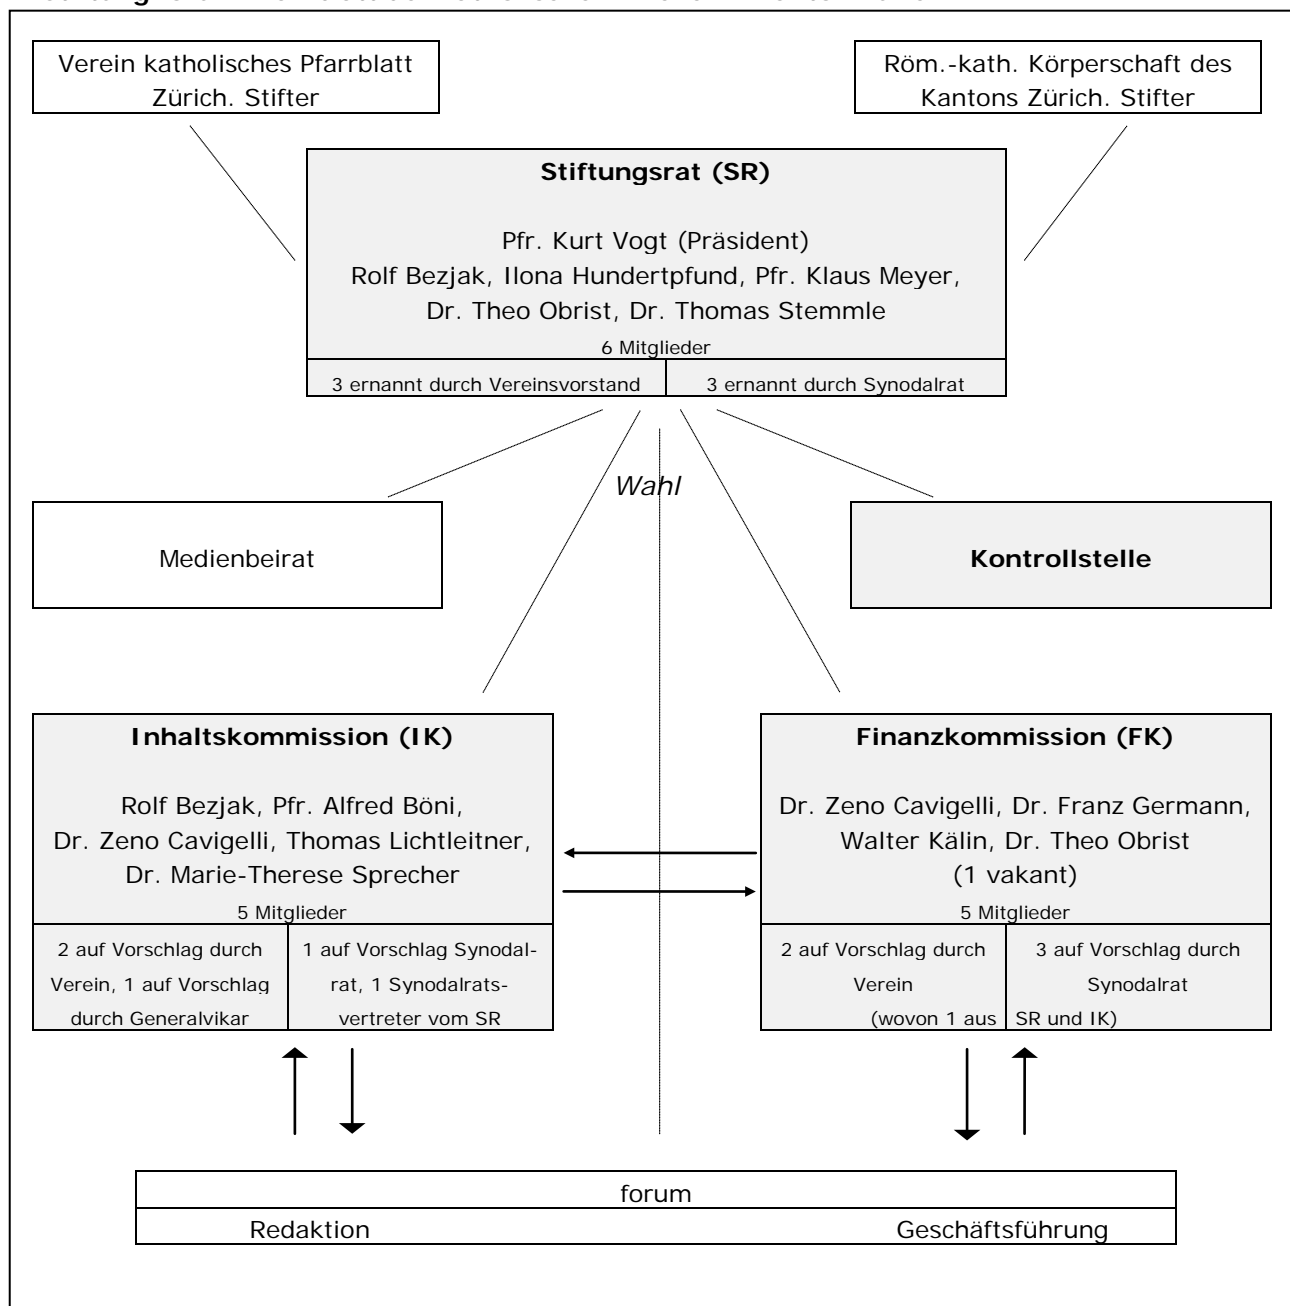 Verein katholisches Pfarrblatt
Zürich. Stifter
Röm.-kath. Körperschaft des
Kantons Zürich. Stifter
Stiftungsrat (SR)
Pfr. Kurt Vogt (Präsident)
Rolf Bezjak, Ilona Hundertpfund, Pfr. Klaus Meyer,
Dr. Theo Obrist, Dr. Thomas Stemmle
6 Mitglieder
3 ernannt durch Vereinsvorstand
3 ernannt durch Synodalrat
Wahl
Medienbeirat
Kontrollstelle
Inhaltskommission (IK)
Rolf Bezjak, Pfr. Alfred Böni,
Dr. Zeno Cavigelli, Thomas Lichtleitner,
Dr. Marie-Therese Sprecher
5 Mitglieder
2 auf Vorschlag durch
Verein, 1 auf Vorschlag
durch Generalvikar
1 auf Vorschlag Synodal-
rat, 1 Synodalrats-
vertreter vom SR
Finanzkommission (FK)
Dr. Zeno Cavigelli, Dr. Franz Germann,
Walter Kälin, Dr. Theo Obrist
(1 vakant)
5 Mitglieder
2 auf Vorschlag durch
Verein
(wovon 1 aus
3 auf Vorschlag durch
Synodalrat
SR und IK)
forum
Redaktion
Geschäftsführung